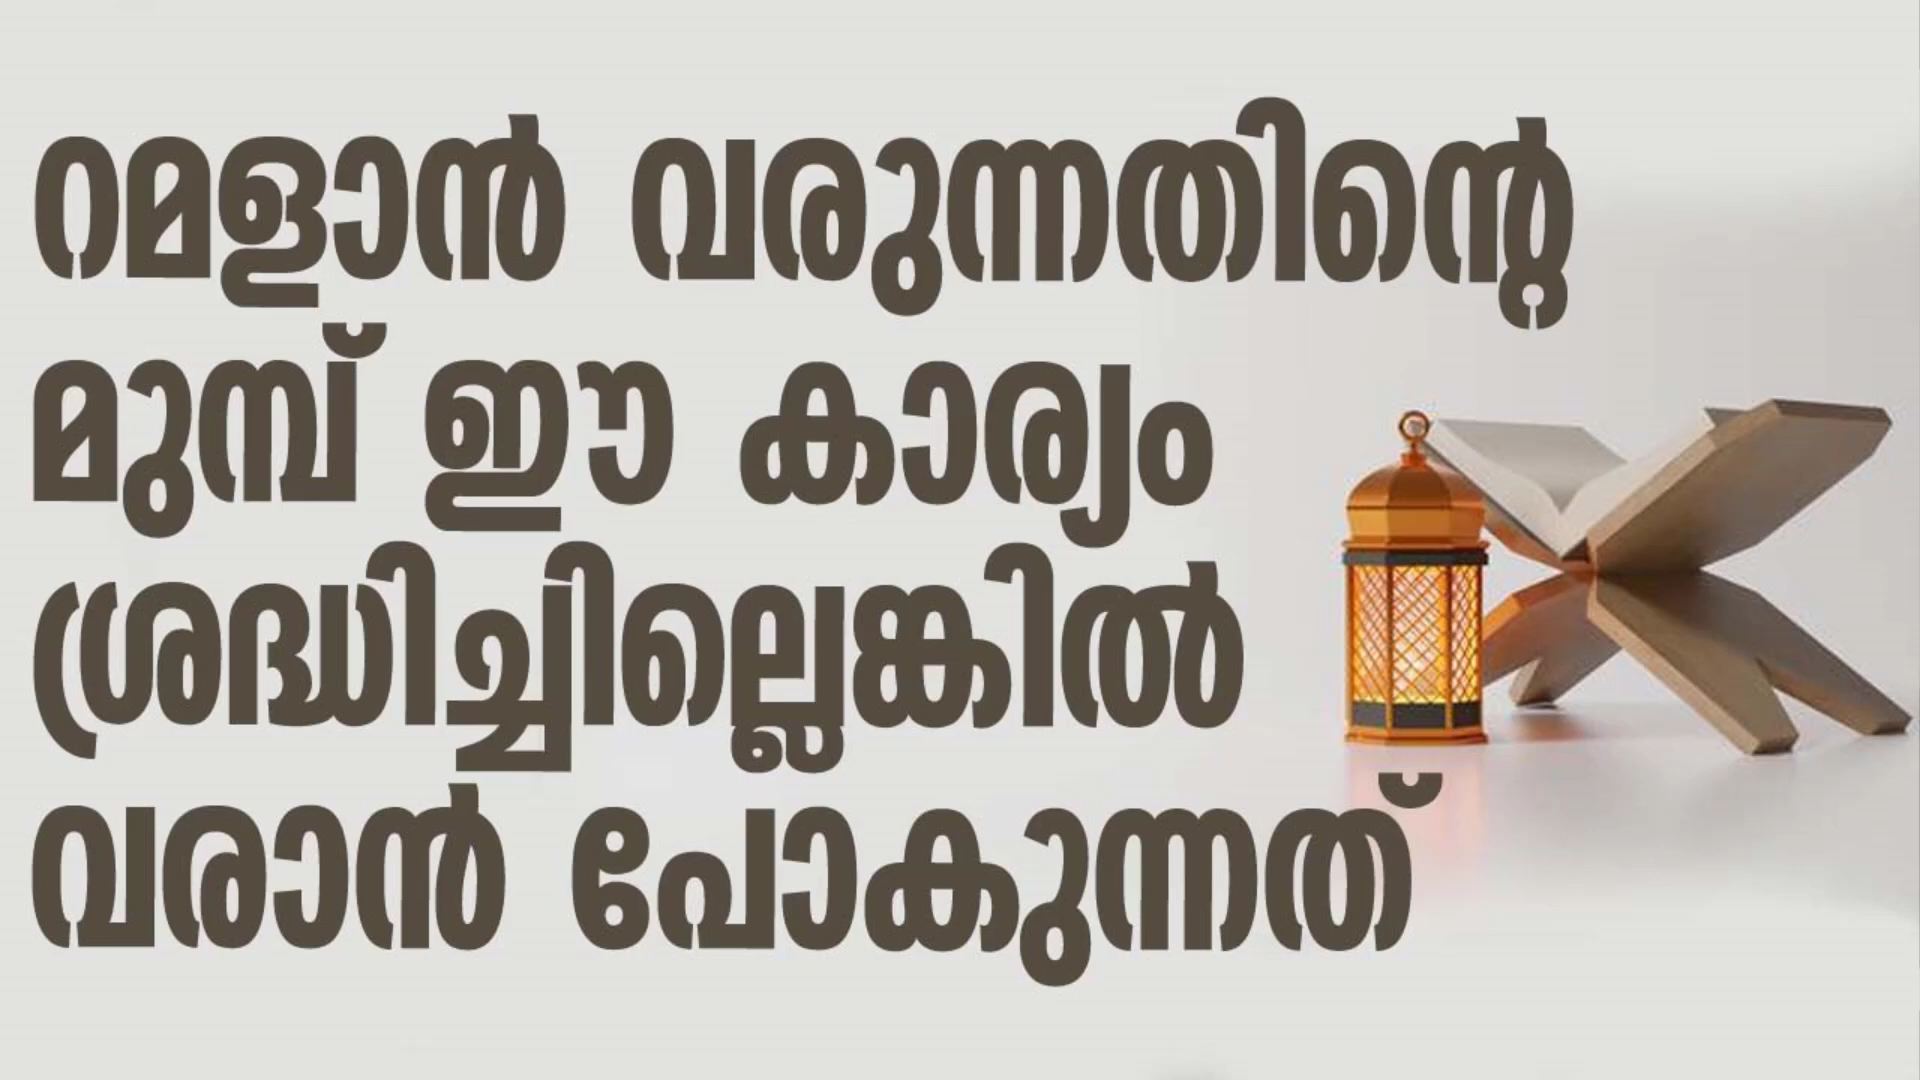 റമളാൻ വരുന്നതിന്റെ
മുമ്പ് ഈ കാര്യം
ശ്രദ്ധിച്ചില്ലെങ്കിൽ
വരാൻ പോകുന്നത്